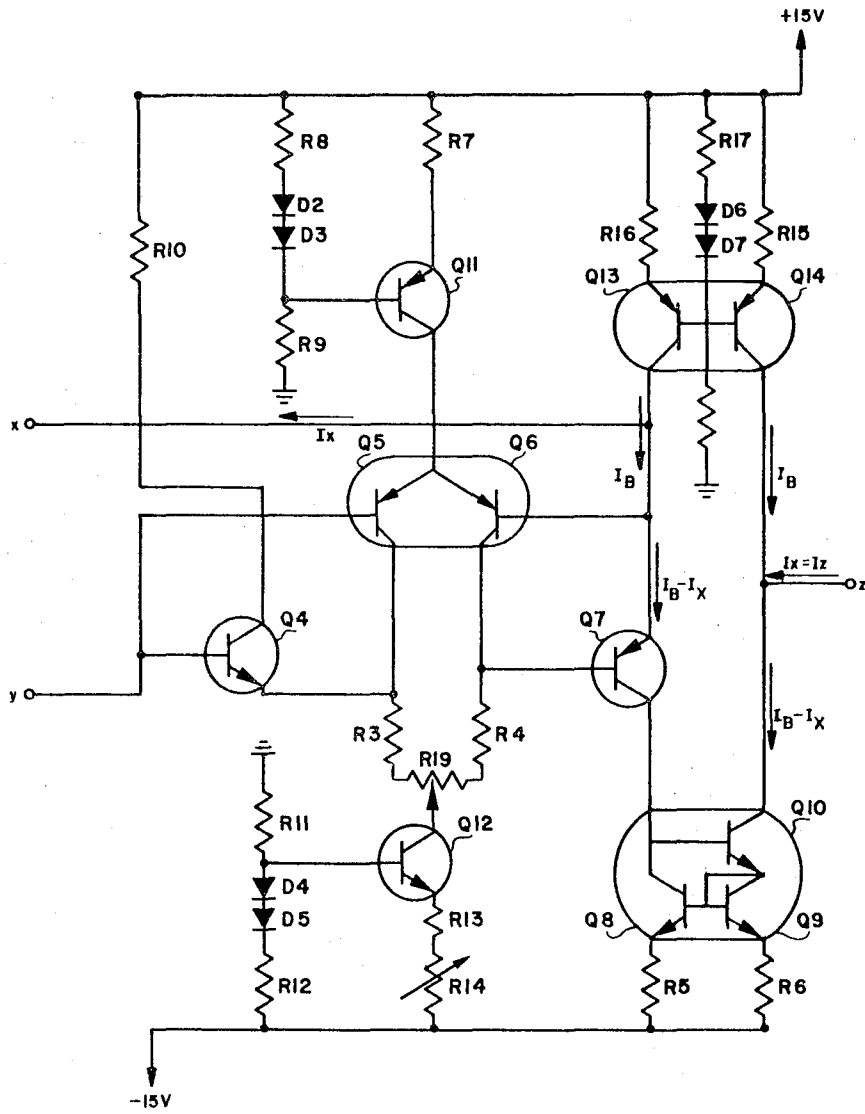 +15V
R8
R7
R17
D2
D6
R10
D3
R16
D7
R15
Q11
Q13
Q14
R9
x
Ix
Q5
Q6
IB
IB
Ix=Iz
z
IB-IX
Q4
Q7
y
R3
R4
IB-IX
R19
R11
Q12
Q10
D4
D5
R13
Q8
Q9
R12
R14
R5
R6
-15V